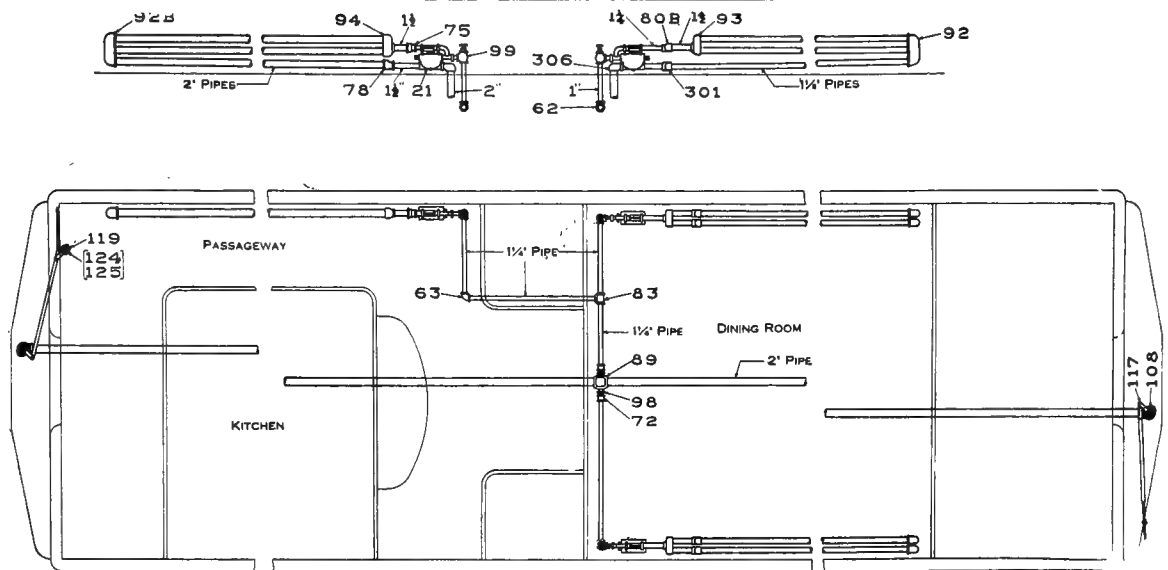 92B
94
1½
75
99
1¼
80B
1½
93
92
306
2" PIPES
78
1½"
21
2"
1"
62
301
1¼" PIPES
119
[124]
[125]
PASSAGEWAY
1¼" PIPE
63
83
1¼" PIPE
DINING ROOM
89
2" PIPE
98
72
KITCHEN
117
108